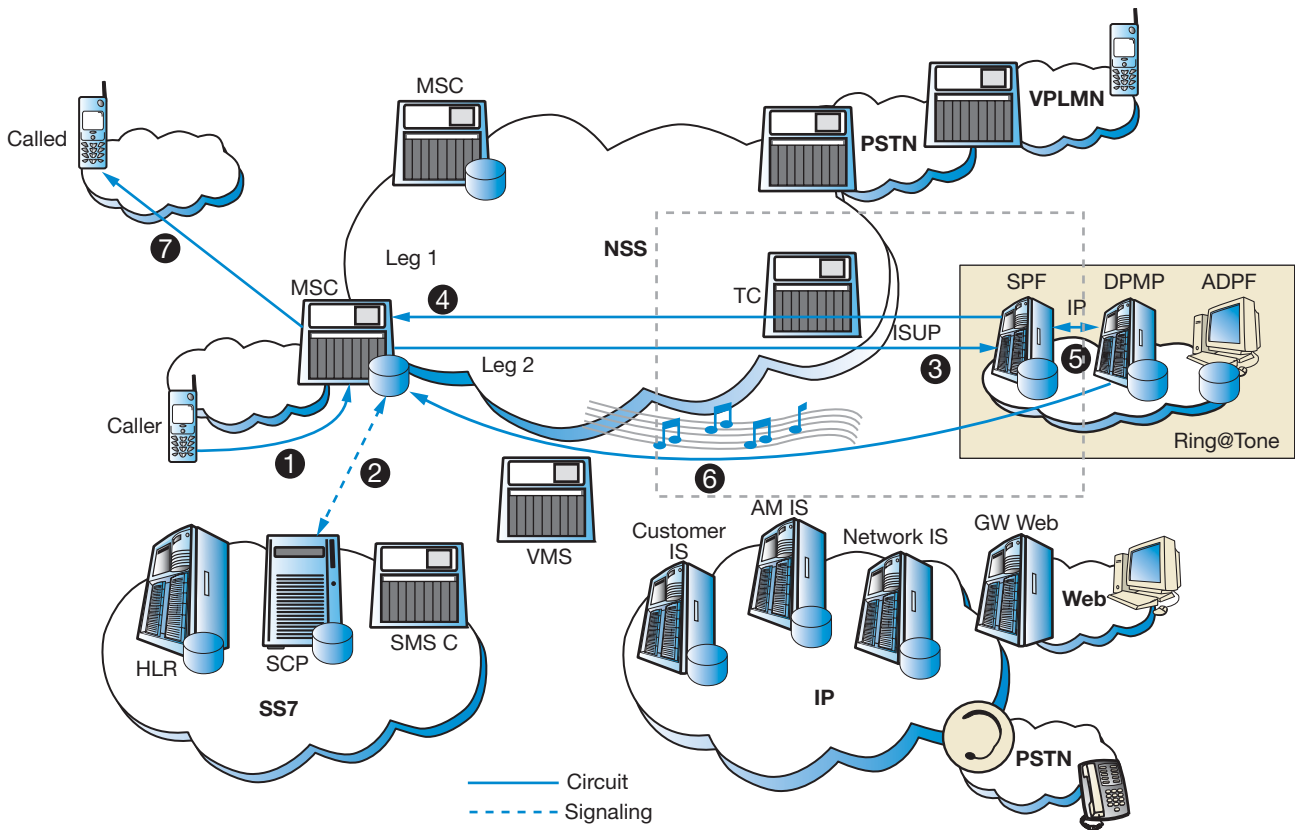 MSC
VPLMN
PSTN
Called
7
NSS
Leg 1
MSC
4
TC
SPF
DPMP
ADPF
IP
ISUP
Leg 2
3
5
Caller
Ring@Tone
1
2
6
VMS
Customer
IS
AM IS
Network IS
GW Web
Web
HLR
SCP
SMS C
SS7
IP
PSTN
Circuit
Signaling